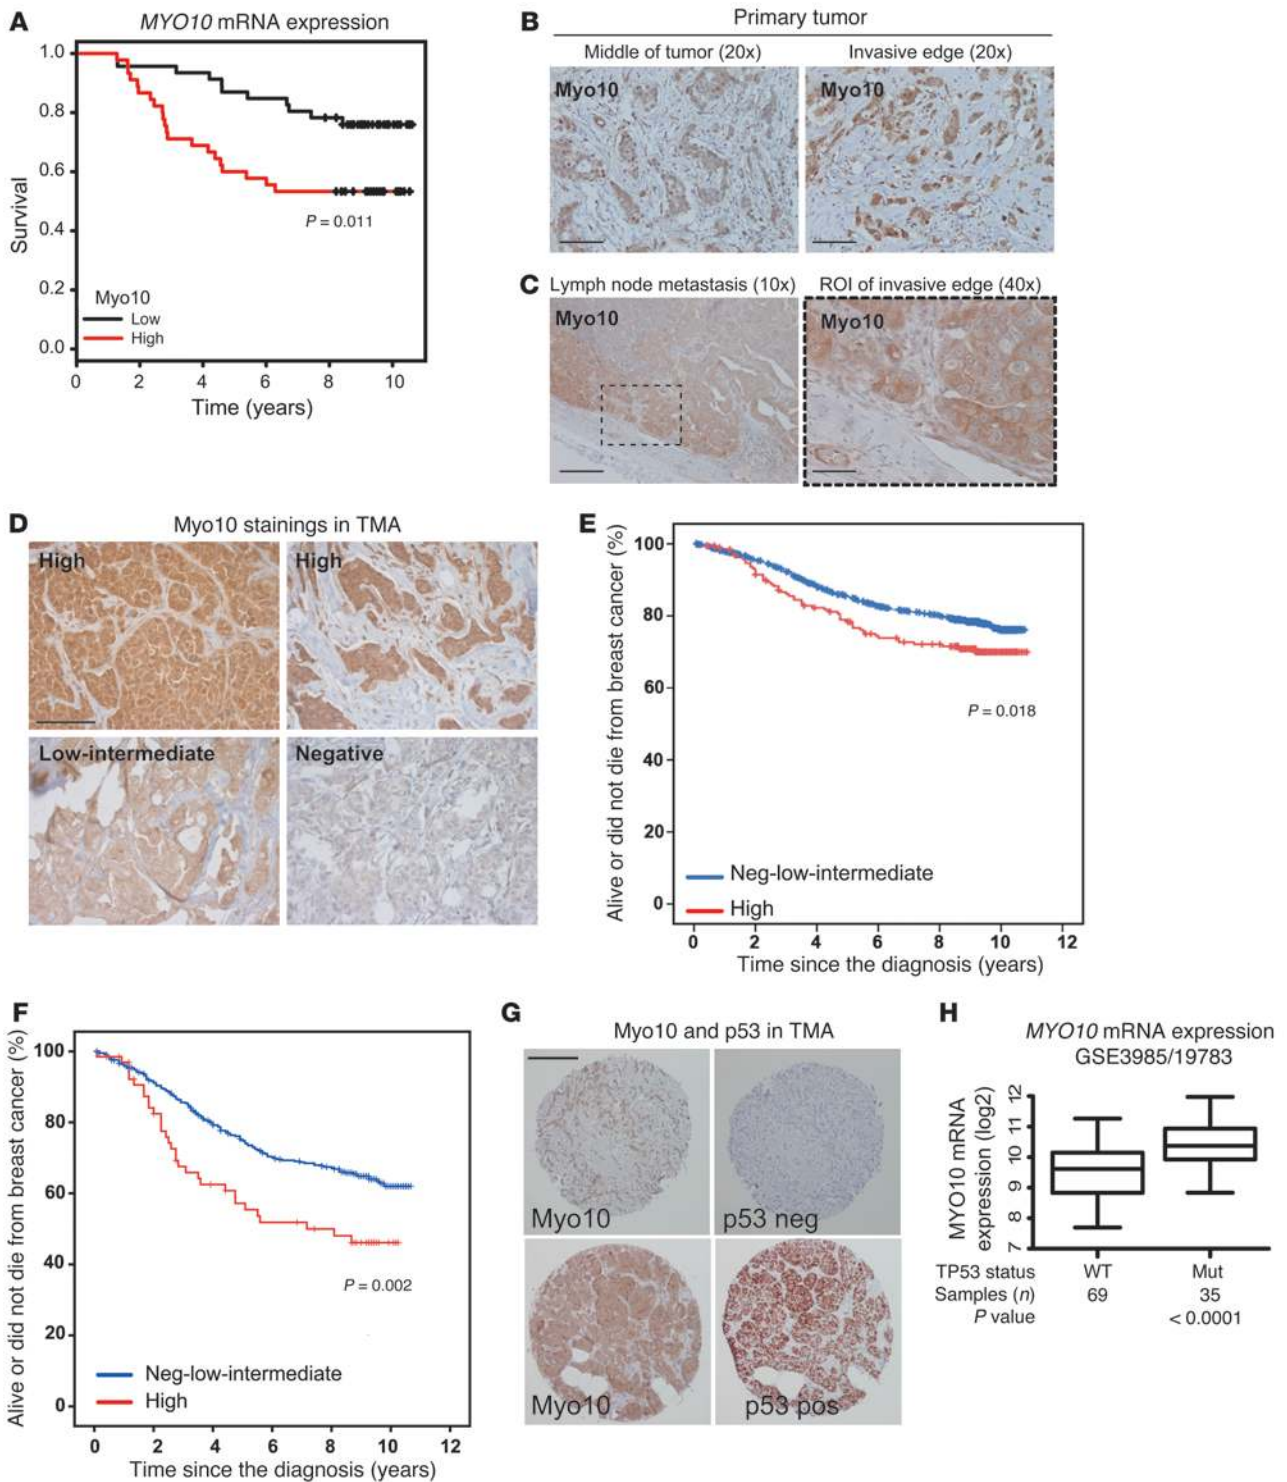 A
MYO10 mRNA expression
Survival
1.0
0.8
0.6
0.4
0.2
0.0
P = 0.011
Myo10
Low
High
0 2 4 6 8 10
Time (years)
B
Primary tumor
Middle of tumor (20x)
Invasive edge (20x)
Myo10
Myo10
C
Lymph node metastasis (10x)
ROI of invasive edge (40x)
Myo10
Myo10
D
Myo10 stainings in TMA
High
High
Low-intermediate
Negative
E
Alive or did not die from breast cancer (%)
100
80
60
40
20
0
P = 0.018
Neg-low-intermediate
High
0 2 4 6 8 10 12
Time since the diagnosis (years)
F
Alive or did not die from breast cancer (%)
100
80
60
40
20
0
P = 0.002
Neg-low-intermediate
High
0 2 4 6 8 10 12
Time since the diagnosis (years)
G
Myo10 and p53 in TMA
Myo10
p53 neg
Myo10
p53 pos
H
MYO10 mRNA expression
GSE3985/19783
MYO10 mRNA
expression (log2)
12
11
10
9
8
7
TP53 status WT Mut
Samples (n) 69 35
P value < 0.0001